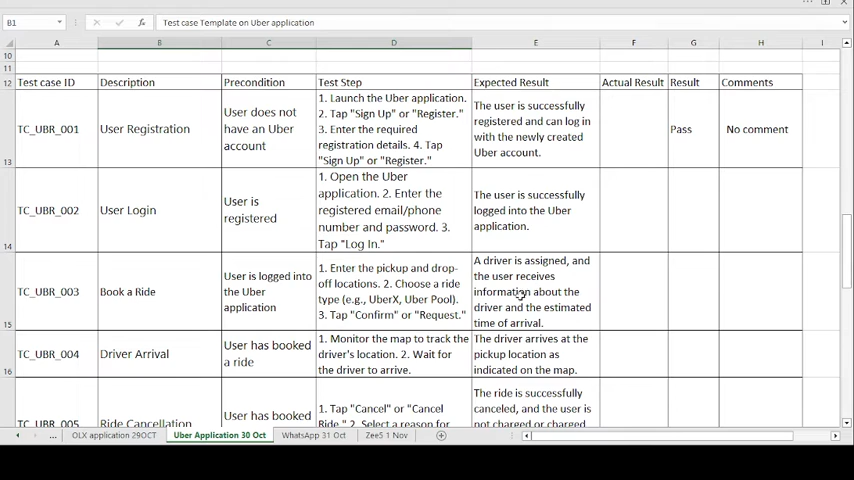 B1 Test case Template on Uber application
A B C D E F G H I
10
11
12 Test case ID Description Precondition Test Step Expected Result Actual Result Result Comments
13 TC_UBR_001
User Registration
User does not
have an Uber
account
1. Launch the Uber application.
2. Tap "Sign Up" or "Register."
3. Enter the required
registration details. 4. Tap
"Sign Up" or "Register."
The user is successfully
registered and can log in
with the newly created
Uber account.
Pass
No comment
14 TC_UBR_002
User Login
User is
registered
1. Open the Uber
application. 2. Enter the
registered email/phone
number and password. 3.
Tap "Log In."
The user is successfully
logged into the Uber
application.
15 TC_UBR_003
Book a Ride
User is logged into
the Uber
application
1. Enter the pickup and drop-
off locations. 2. Choose a ride
type (e.g., UberX, Uber Pool).
3. Tap "Confirm" or "Request."
A driver is assigned, and
the user receives
information about the
driver and the estimated
time of arrival.
16 TC_UBR_004
Driver Arrival
User has booked
a ride
1. Monitor the map to track the
driver's location. 2. Wait for
the driver to arrive.
The driver arrives at the
pickup location as
indicated on the map.
TC_UBR_005
Ride Cancellation
User has booked
1. Tap "Cancel" or "Cancel
Ride." 2. Select a reason for
The ride is successfully
canceled, and the user is
not charged or charged
... OLX application 29OCT Uber Application 30 Oct WhatsApp 31 Oct Zee5 1 Nov